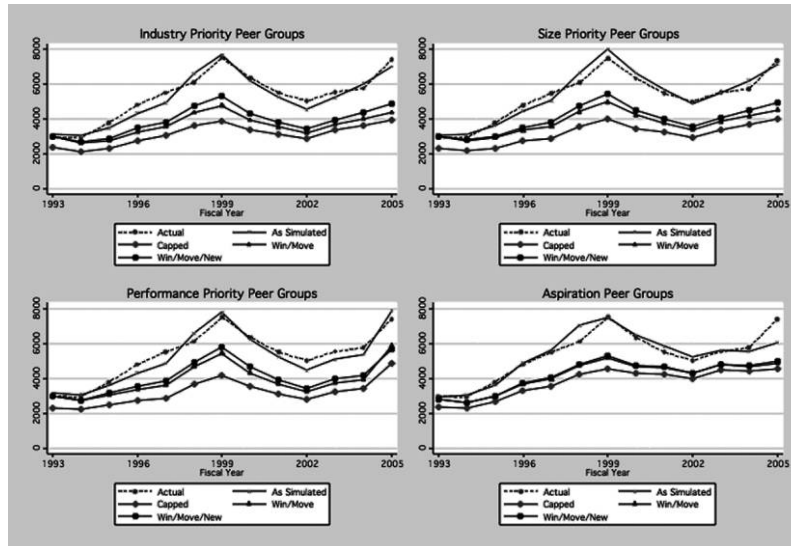 Industry Priority Peer Groups
8000
6000
4000
2000
0
1993 1996 1999 2002 2005
Fiscal Year
Actual As Simulated
Capped Win/Move
Win/Move/New
Size Priority Peer Groups
8000
6000
4000
2000
0
1993 1996 1999 2002 2005
Fiscal Year
Actual As Simulated
Capped Win/Move
Win/Move/New
Performance Priority Peer Groups
8000
6000
4000
2000
0
1993 1996 1999 2002 2005
Fiscal Year
Actual As Simulated
Capped Win/Move
Win/Move/New
Aspiration Peer Groups
8000
6000
4000
2000
0
1993 1996 1999 2002 2005
Fiscal Year
Actual As Simulated
Capped Win/Move
Win/Move/New